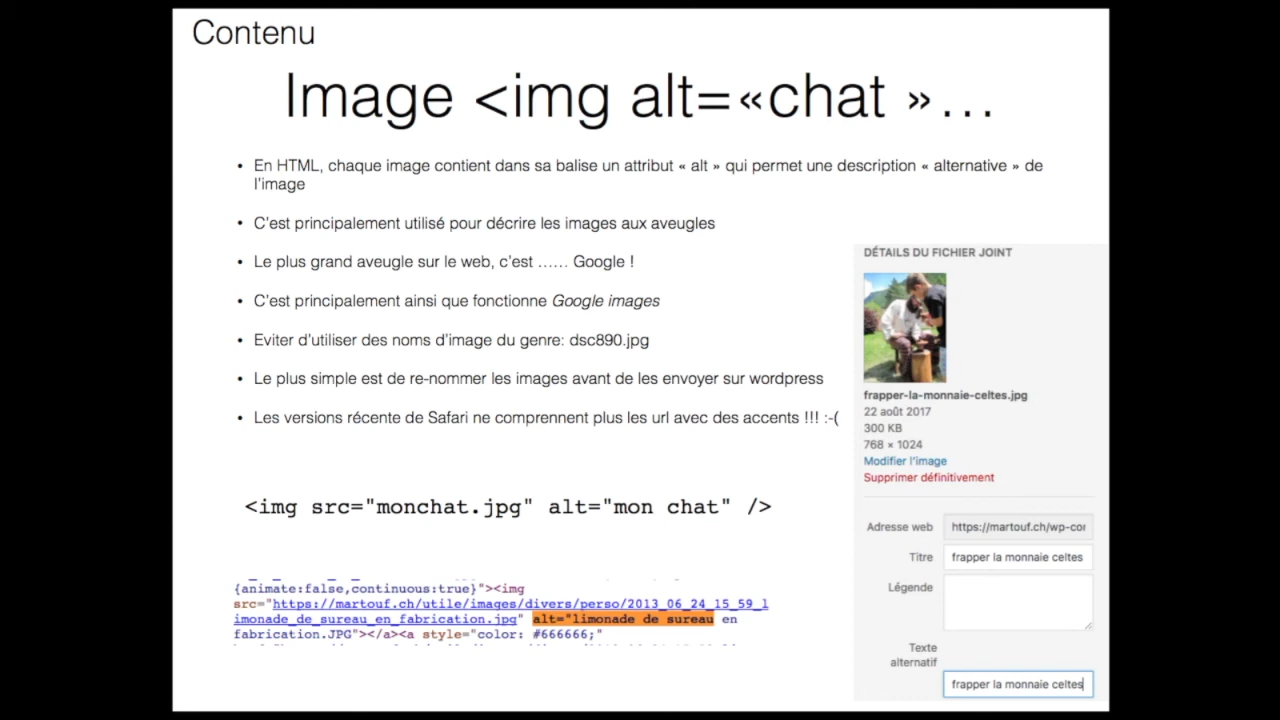 Contenu
Image <img alt=«chat »…
• En HTML, chaque image contient dans sa balise un attribut « alt » qui permet une description « alternative » de
l'image
• C'est principalement utilisé pour décrire les images aux aveugles
• Le plus grand aveugle sur le web, c'est …… Google !
• C'est principalement ainsi que fonctionne Google images
• Eviter d'utiliser des noms d'image du genre: dsc890.jpg
• Le plus simple est de re-nommer les images avant de les envoyer sur wordpress
• Les versions récente de Safari ne comprennent plus les url avec des accents !!! :-(
<img src="monchat.jpg" alt="mon chat" />
{animate:false,continuous:true}"><img
src="https://martouf.ch/utile/images/divers/perso/2013_06_24_15_59_l
imonade_de_sureau_en_fabrication.jpg" alt="limonade de sureau en
fabrication.JPG"></a><a style="color: #666666;"
DÉTAILS DU FICHIER JOINT
frapper-la-monnaie-celtes.jpg
22 août 2017
300 KB
768 × 1024
Modifier l'image
Supprimer définitivement
Adresse web https://martouf.ch/wp-cor
Titre frapper la monnaie celtes
Légende
Texte
alternatif
frapper la monnaie celtes